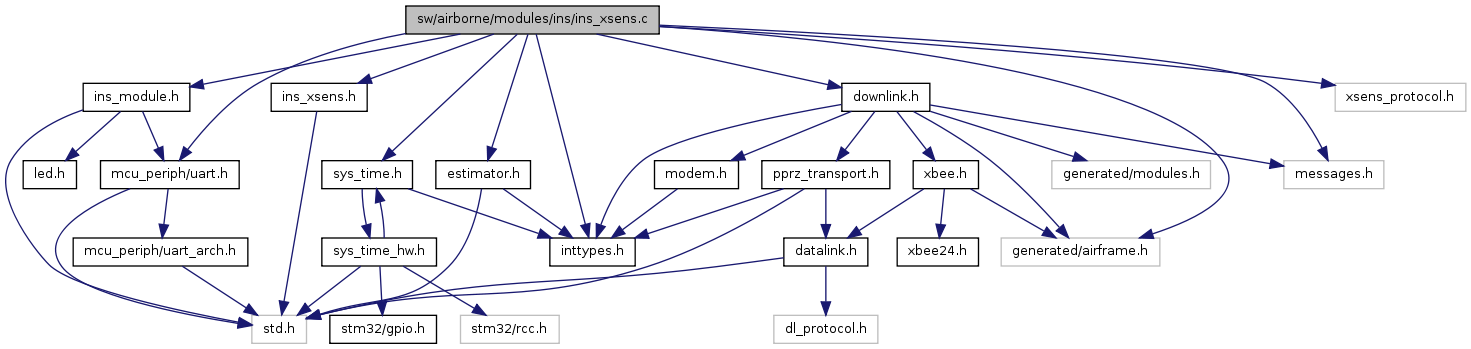 sw/airborne/modules/ins/ins_xsens.c
ins_module.h
ins_xsens.h
downlink.h
xsens_protocol.h
led.h
mcu_periph/uart.h
sys_time.h
estimator.h
modem.h
pprz_transport.h
xbee.h
generated/modules.h
messages.h
mcu_periph/uart_arch.h
sys_time_hw.h
inttypes.h
datalink.h
xbee24.h
generated/airframe.h
std.h
stm32/gpio.h
stm32/rcc.h
dl_protocol.h